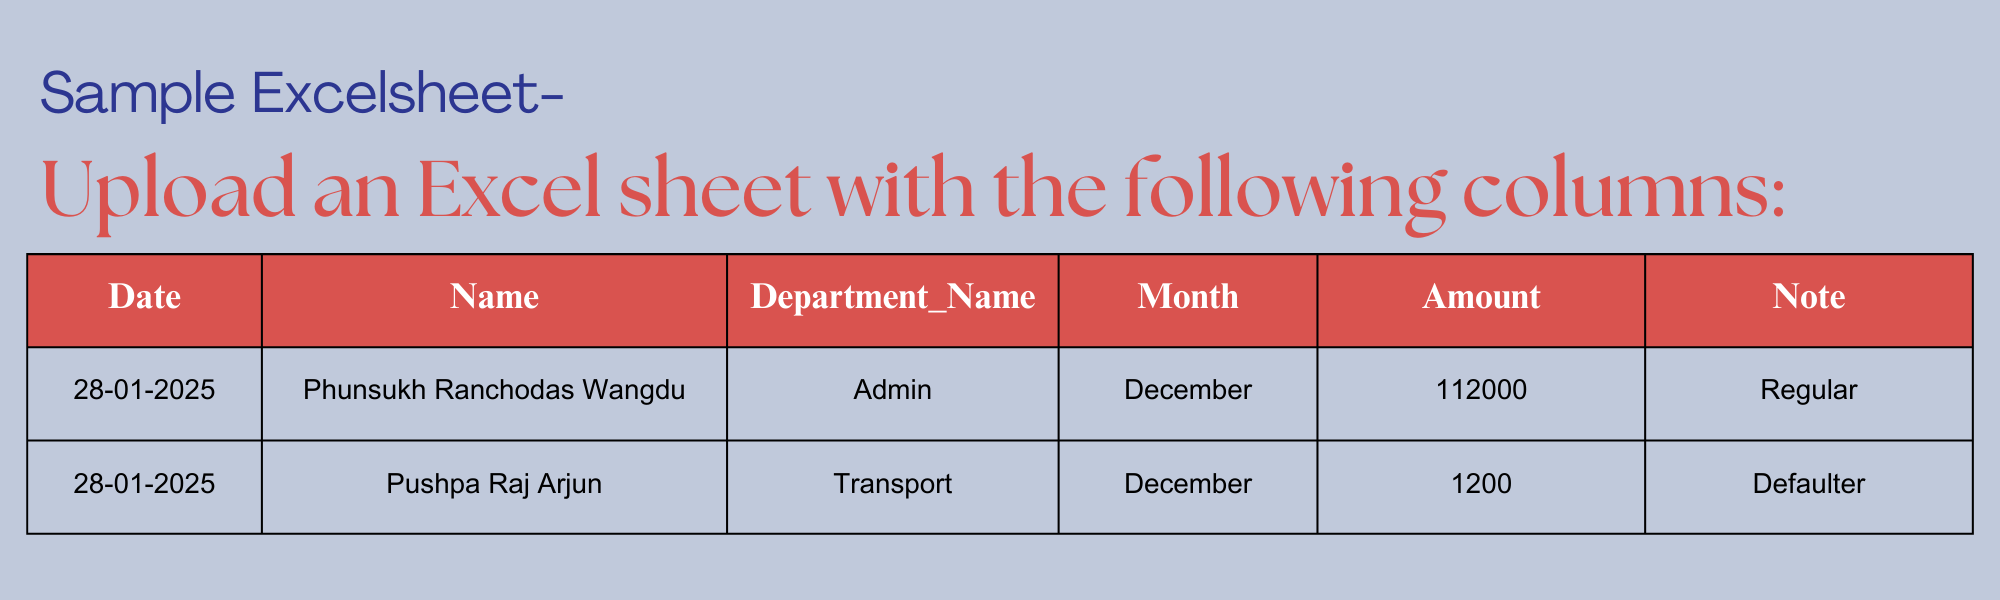 Sample Excelsheet-
Upload an Excel sheet with the following columns:
Date Name Department_Name Month Amount Note
28-01-2025 Phunsukh Ranchodas Wangdu Admin December 112000 Regular
28-01-2025 Pushpa Raj Arjun Transport December 1200 Defaulter